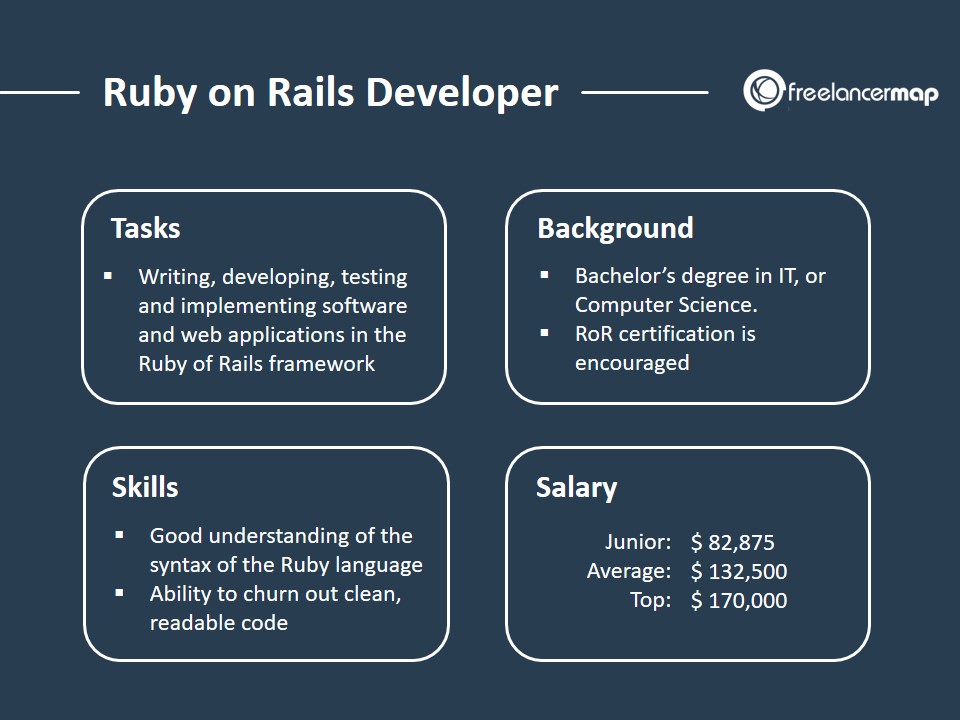 Ruby on Rails Developer
freelancermap
Tasks
▪ Writing, developing, testing
and implementing software
and web applications in the
Ruby of Rails framework
Background
▪ Bachelor’s degree in IT, or
Computer Science.
▪ RoR certification is
encouraged
Skills
▪ Good understanding of the
syntax of the Ruby language
▪ Ability to churn out clean,
readable code
Salary
Junior: $ 82,875
Average: $ 132,500
Top: $ 170,000